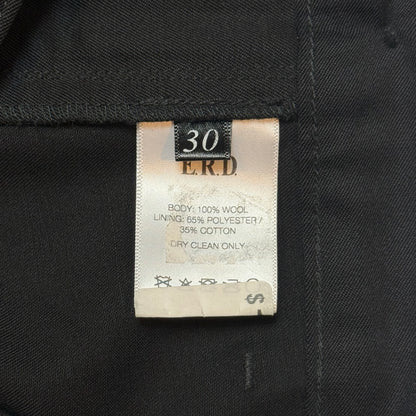 30
E.R.D.
BODY: 100% WOOL
LINING: 65% POLYESTER /
35% COTTON
DRY CLEAN ONLY
$